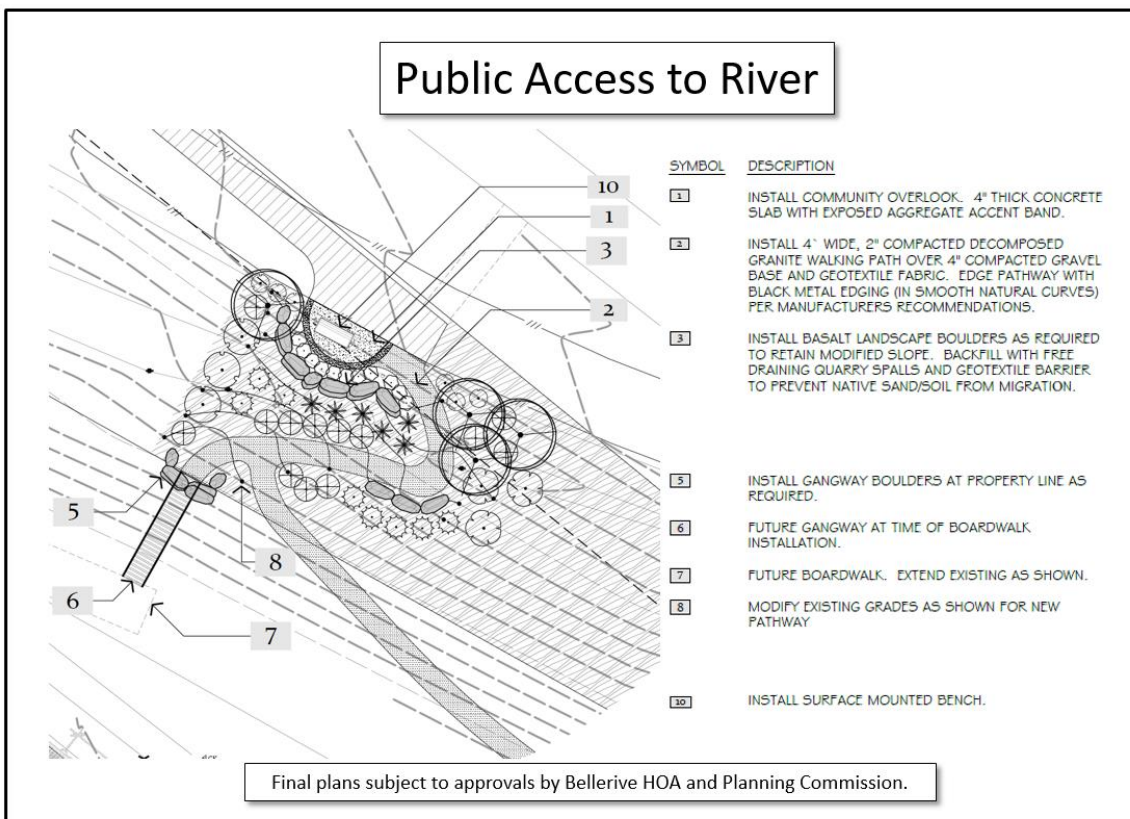 Public Access to River
10
1
3
2
5
8
6
7
SYMBOL DESCRIPTION
1 INSTALL COMMUNITY OVERLOOK. 4" THICK CONCRETE
SLAB WITH EXPOSED AGGREGATE ACCENT BAND.
2 INSTALL 4` WIDE, 2" COMPACTED DECOMPOSED
GRANITE WALKING PATH OVER 4" COMPACTED GRAVEL
BASE AND GEOTEXTILE FABRIC. EDGE PATHWAY WITH
BLACK METAL EDGING (IN SMOOTH NATURAL CURVES)
PER MANUFACTURERS RECOMMENDATIONS.
3 INSTALL BASALT LANDSCAPE BOULDERS AS REQUIRED
TO RETAIN MODIFIED SLOPE. BACKFILL WITH FREE
DRAINING QUARRY SPALLS AND GEOTEXTILE BARRIER
TO PREVENT NATIVE SAND/SOIL FROM MIGRATION.
5 INSTALL GANGWAY BOULDERS AT PROPERTY LINE AS
REQUIRED.
6 FUTURE GANGWAY AT TIME OF BOARDWALK
INSTALLATION.
7 FUTURE BOARDWALK. EXTEND EXISTING AS SHOWN.
8 MODIFY EXISTING GRADES AS SHOWN FOR NEW
PATHWAY
10 INSTALL SURFACE MOUNTED BENCH.
Final plans subject to approvals by Bellerive HOA and Planning Commission.